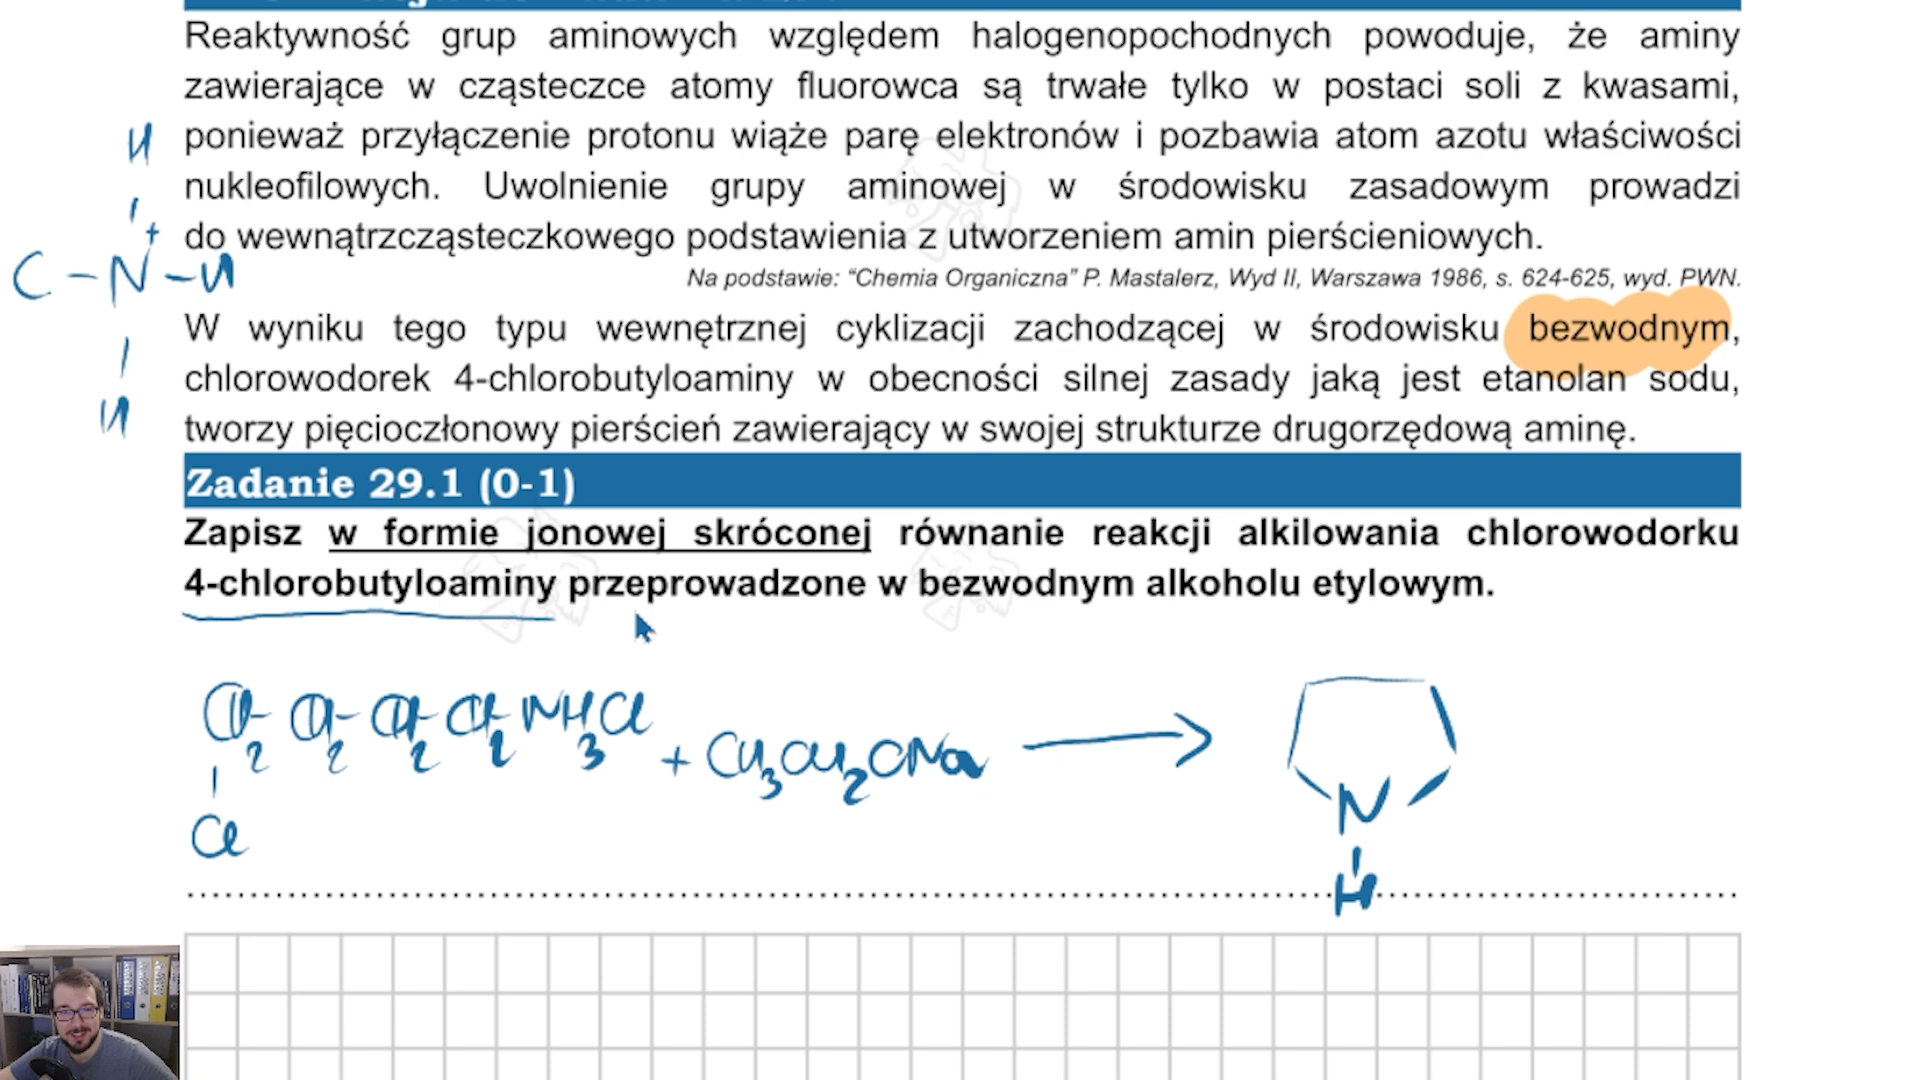 Reaktywność grup aminowych względem halogenopochodnych powoduje, że aminy
zawierające w cząsteczce atomy fluorowca są trwałe tylko w postaci soli z kwasami,
ponieważ przyłączenie protonu wiąże parę elektronów i pozbawia atom azotu właściwości
nukleofilowych. Uwolnienie grupy aminowej w środowisku zasadowym prowadzi
do wewnątrzcząsteczkowego podstawienia z utworzeniem amin pierścieniowych.
Na podstawie: “Chemia Organiczna” P. Mastalerz, Wyd II, Warszawa 1986, s. 624-625, wyd. PWN.
H
+
C - N - H
H
W wyniku tego typu wewnętrznej cyklizacji zachodzącej w środowisku bezwodnym,
chlorowodorek 4-chlorobutyloaminy w obecności silnej zasady jaką jest etanolan sodu,
tworzy pięcioczłonowy pierścień zawierający w swojej strukturze drugorzędową aminę.
Zadanie 29.1 (0-1)
Zapisz w formie jonowej skróconej równanie reakcji alkilowania chlorowodorku
4-chlorobutyloaminy przeprowadzone w bezwodnym alkoholu etylowym.
CH2-CH2-CH2-CH2NH3Cl + CH3CH2ONa →
Cl
N
H